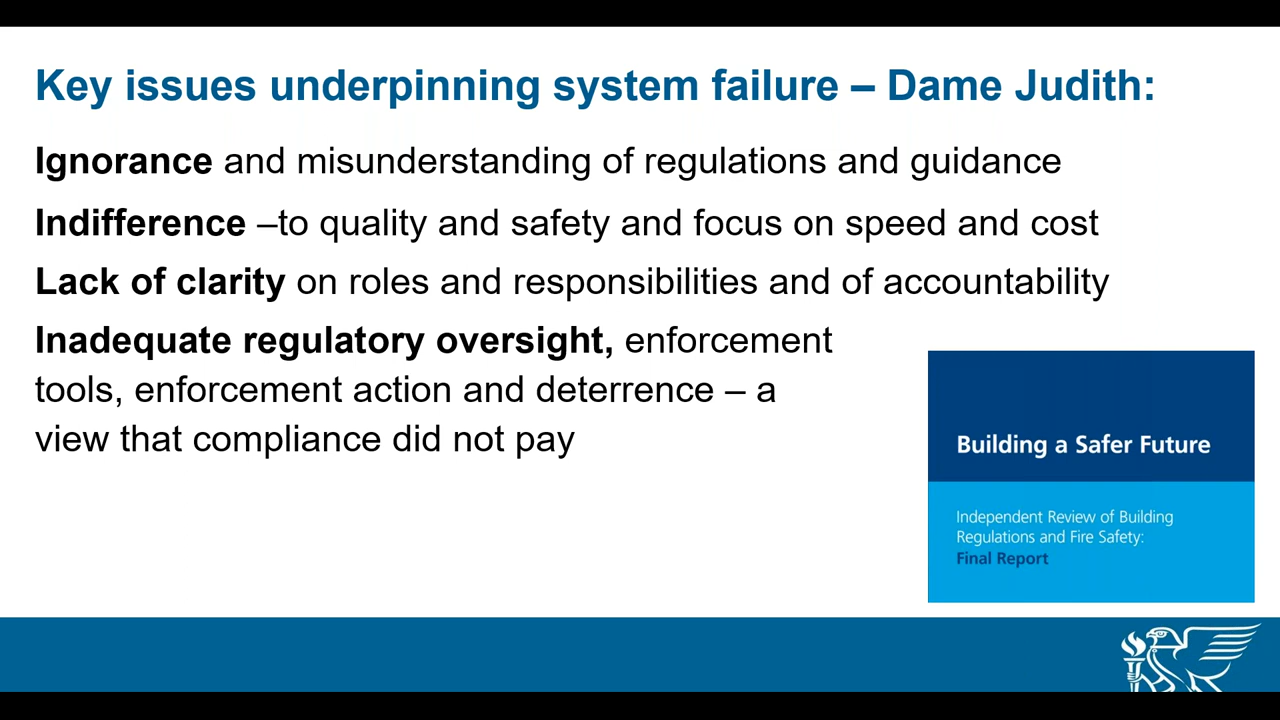 Key issues underpinning system failure – Dame Judith:
Ignorance and misunderstanding of regulations and guidance
Indifference –to quality and safety and focus on speed and cost
Lack of clarity on roles and responsibilities and of accountability
Inadequate regulatory oversight, enforcement
tools, enforcement action and deterrence – a
view that compliance did not pay
Building a Safer Future
Independent Review of Building
Regulations and Fire Safety:
Final Report